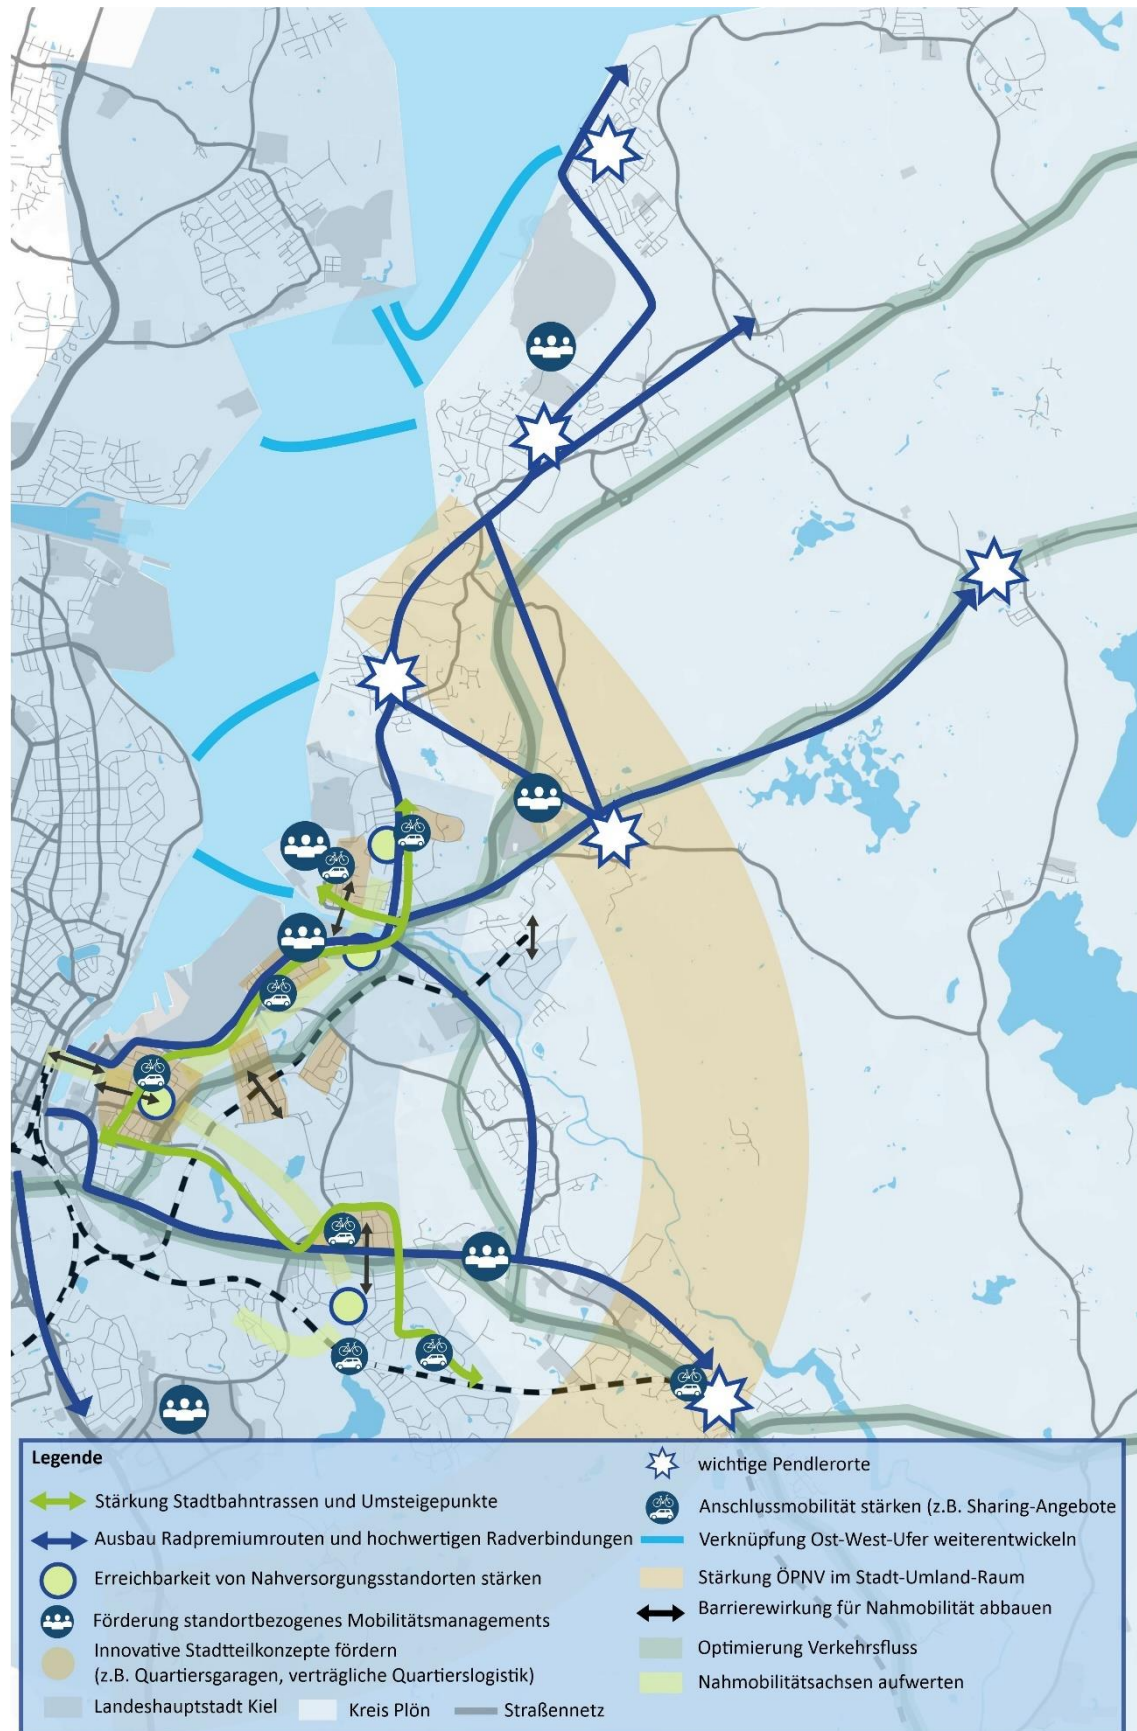 Legende
Stärkung Stadtbahntrassen und Umsteigepunkte
Ausbau Radpremiumrouten und hochwertigen Radverbindungen
Erreichbarkeit von Nahversorgungsstandorten stärken
Förderung standortbezogenes Mobilitätsmanagements
Innovative Stadtteilkonzepte fördern
(z.B. Quartiersgaragen, verträgliche Quartierslogistik)
Landeshauptstadt Kiel
Kreis Plön
Straßennetz
wichtige Pendlerorte
Anschlussmobilität stärken (z.B. Sharing-Angebote
Verknüpfung Ost-West-Ufer weiterentwickeln
Stärkung ÖPNV im Stadt-Umland-Raum
Barrierewirkung für Nahmobilität abbauen
Optimierung Verkehrsfluss
Nahmobilitätsachsen aufwerten